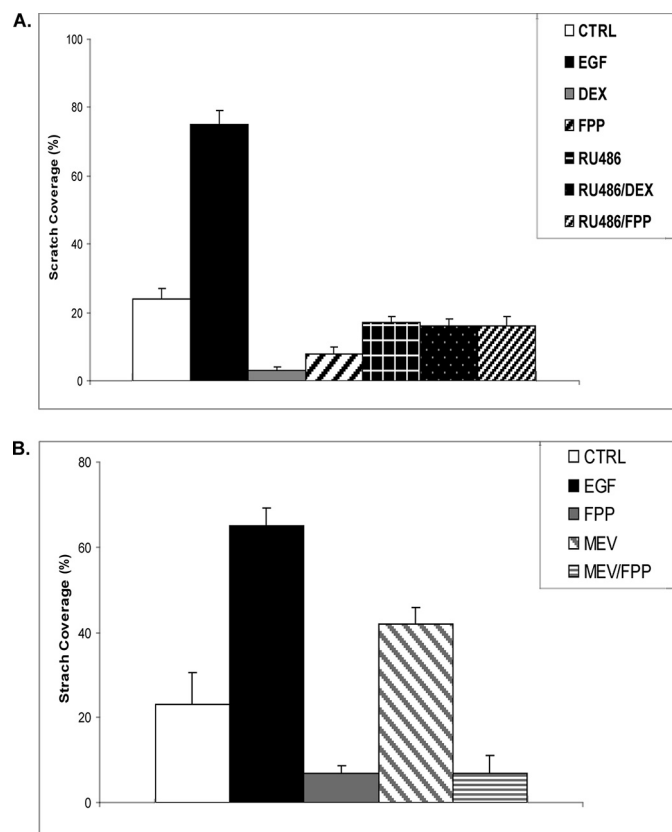 A.
CTRL
EGF
DEX
FPP
RU486
RU486/DEX
RU486/FPP
Scratch Coverage (%)
100
80
60
40
20
0
B.
CTRL
EGF
FPP
MEV
MEV/FPP
Strach Coverage (%)
80
60
40
20
0